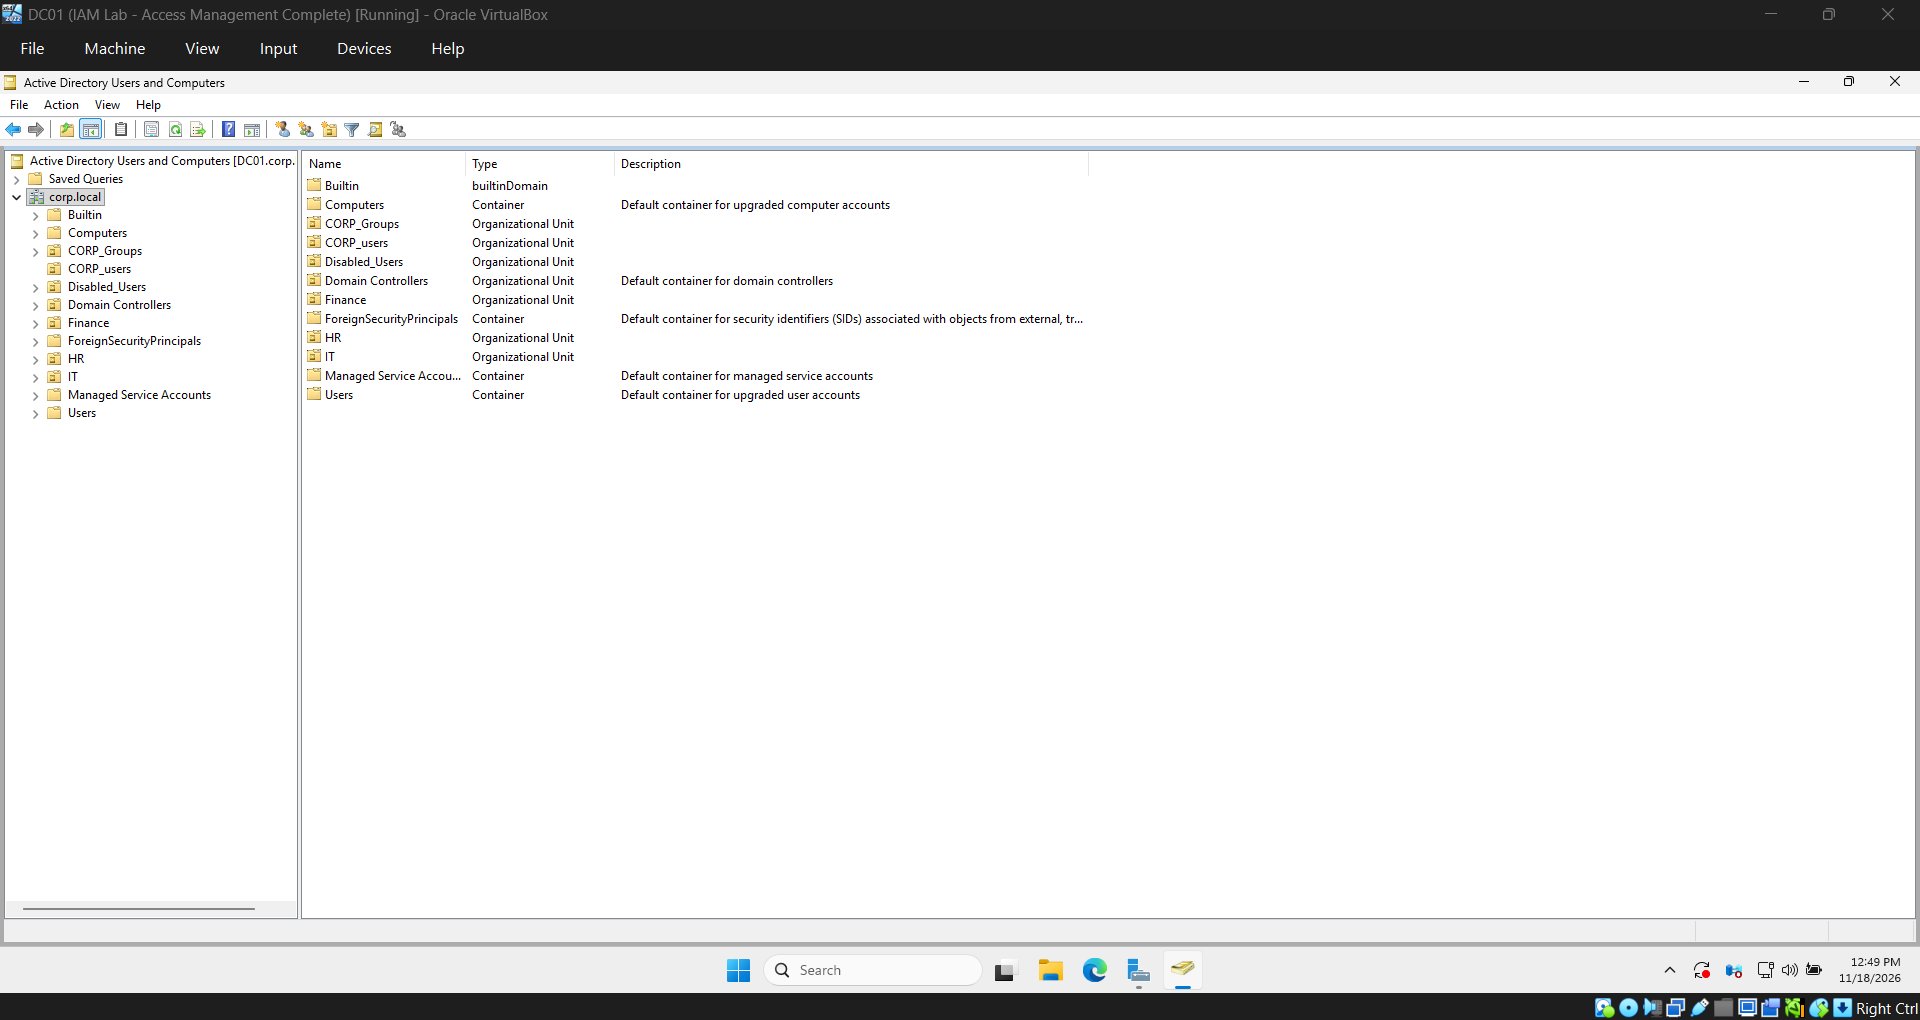 DC01 (IAM Lab - Access Management Complete) [Running] - Oracle VirtualBox
File Machine View Input Devices Help
Active Directory Users and Computers
File Action View Help
Active Directory Users and Computers [DC01.corp.
Saved Queries
corp.local
Builtin
Computers
CORP_Groups
CORP_users
Disabled_Users
Domain Controllers
Finance
ForeignSecurityPrincipals
HR
IT
Managed Service Accounts
Users
Name Type Description
Builtin builtinDomain
Computers Container Default container for upgraded computer accounts
CORP_Groups Organizational Unit
CORP_users Organizational Unit
Disabled_Users Organizational Unit
Domain Controllers Organizational Unit Default container for domain controllers
Finance Organizational Unit
ForeignSecurityPrincipals Container Default container for security identifiers (SIDs) associated with objects from external, tr...
HR Organizational Unit
IT Organizational Unit
Managed Service Accou... Container Default container for managed service accounts
Users Container Default container for upgraded user accounts
Search
12:49 PM
11/18/2026
Right Ctrl